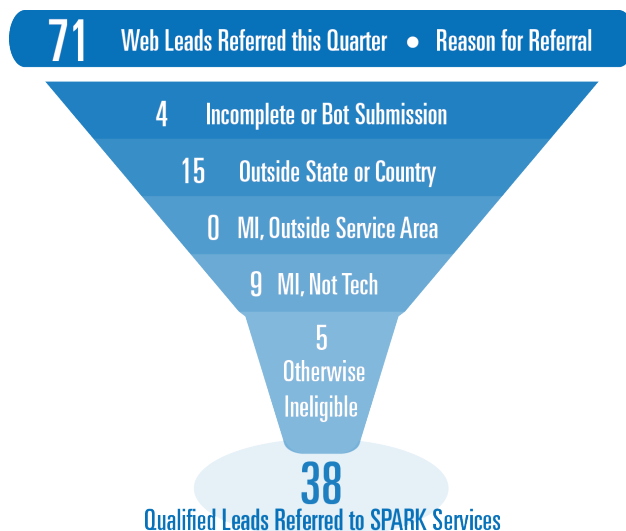 71 Web Leads Referred this Quarter • Reason for Referral
4 Incomplete or Bot Submission
15 Outside State or Country
0 MI, Outside Service Area
9 MI, Not Tech
5
Otherwise
Ineligible
38
Qualified Leads Referred to SPARK Services